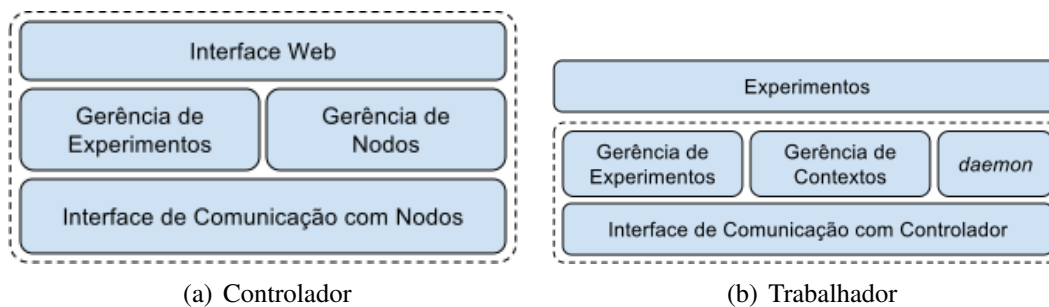 Interface Web
Gerência de
Experimentos
Gerência de
Nodos
Interface de Comunicação com Nodos
(a) Controlador
Experimentos
Gerência de
Experimentos
Gerência de
Contextos
daemon
Interface de Comunicação com Controlador
(b) Trabalhador